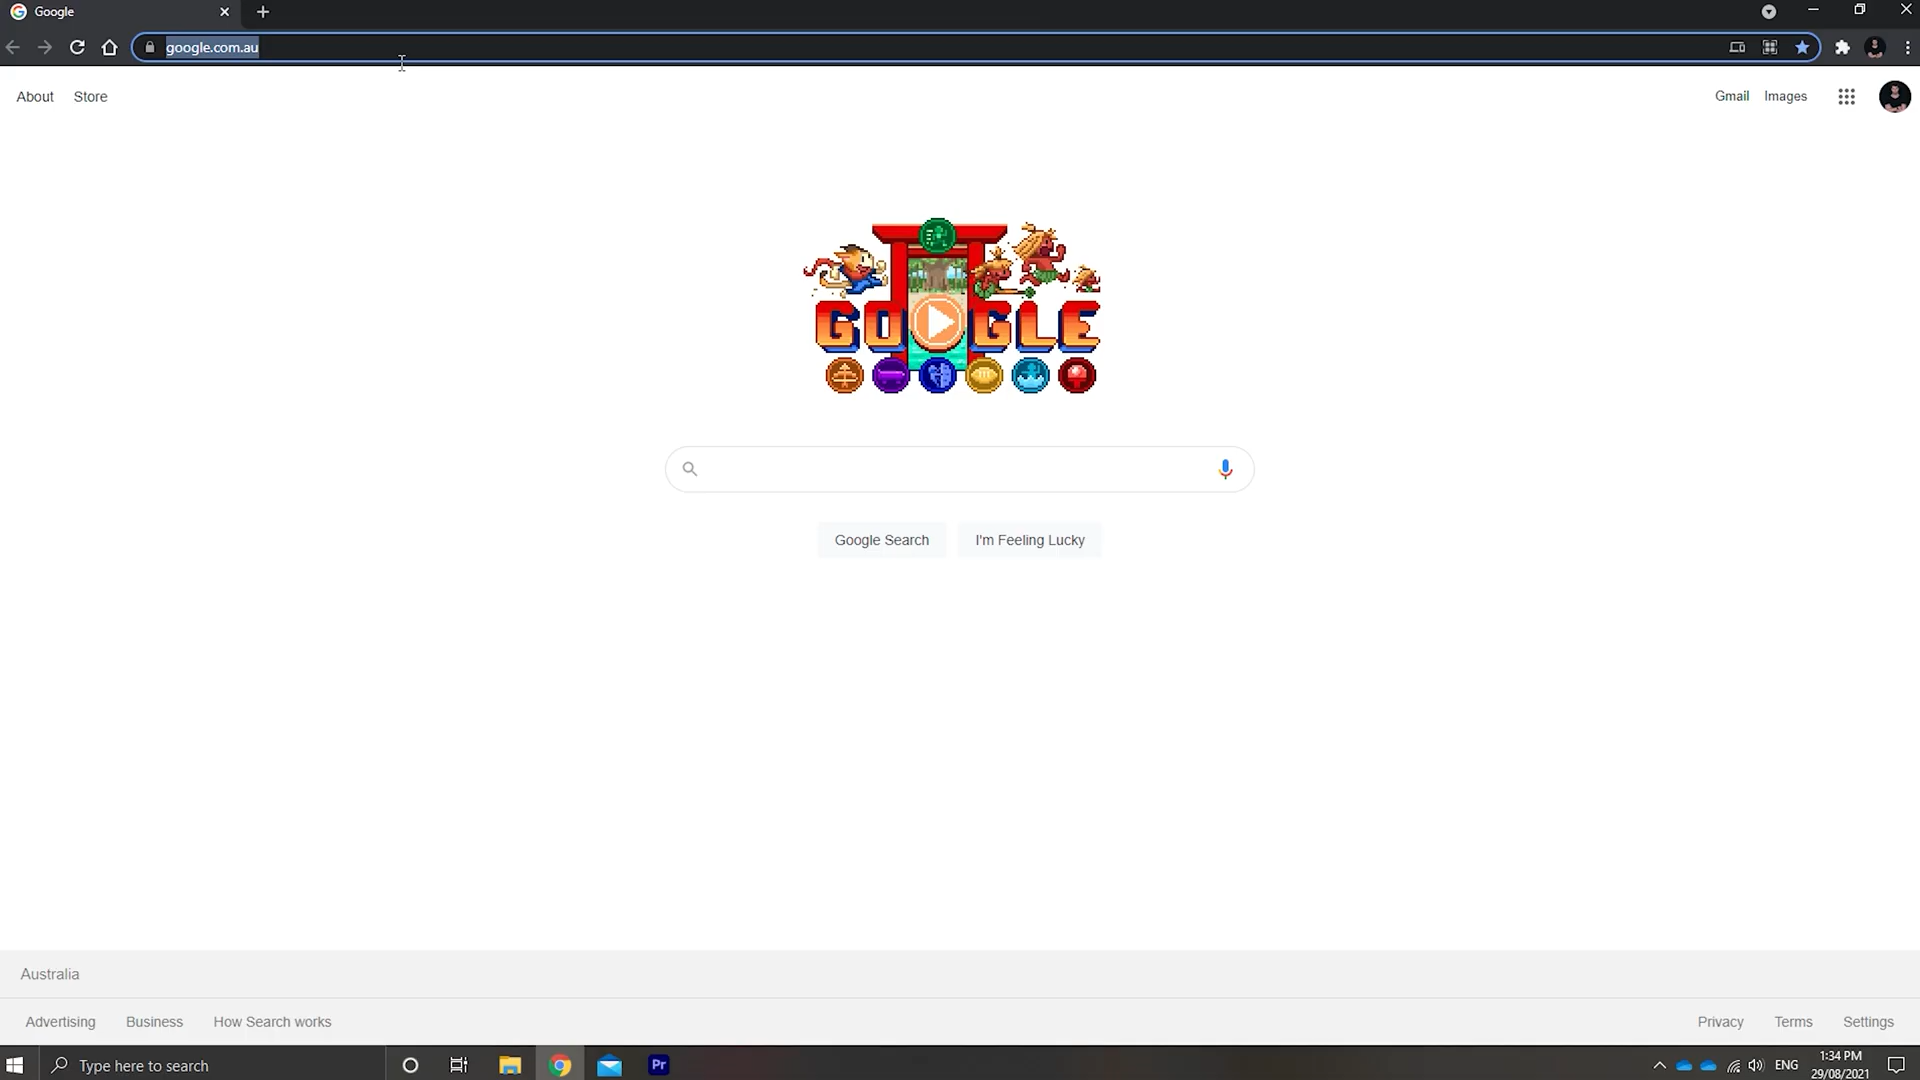 Google
google.com.au
About Store
Gmail Images
GOOGLE
Google Search I'm Feeling Lucky
Australia
Advertising Business How Search works
Privacy Terms Settings
Type here to search
Pr
ENG
1:34 PM
29/08/2021